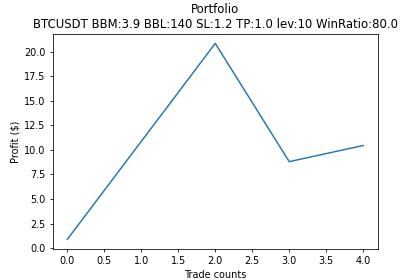 Portfolio
BTCUSDT BBM:3.9 BBL:140 SL:1.2 TP:1.0 lev:10 WinRatio:80.0
20.0
17.5
15.0
12.5
10.0
7.5
5.0
2.5
0.0
Profit ($)
0.0 0.5 1.0 1.5 2.0 2.5 3.0 3.5 4.0
Trade counts